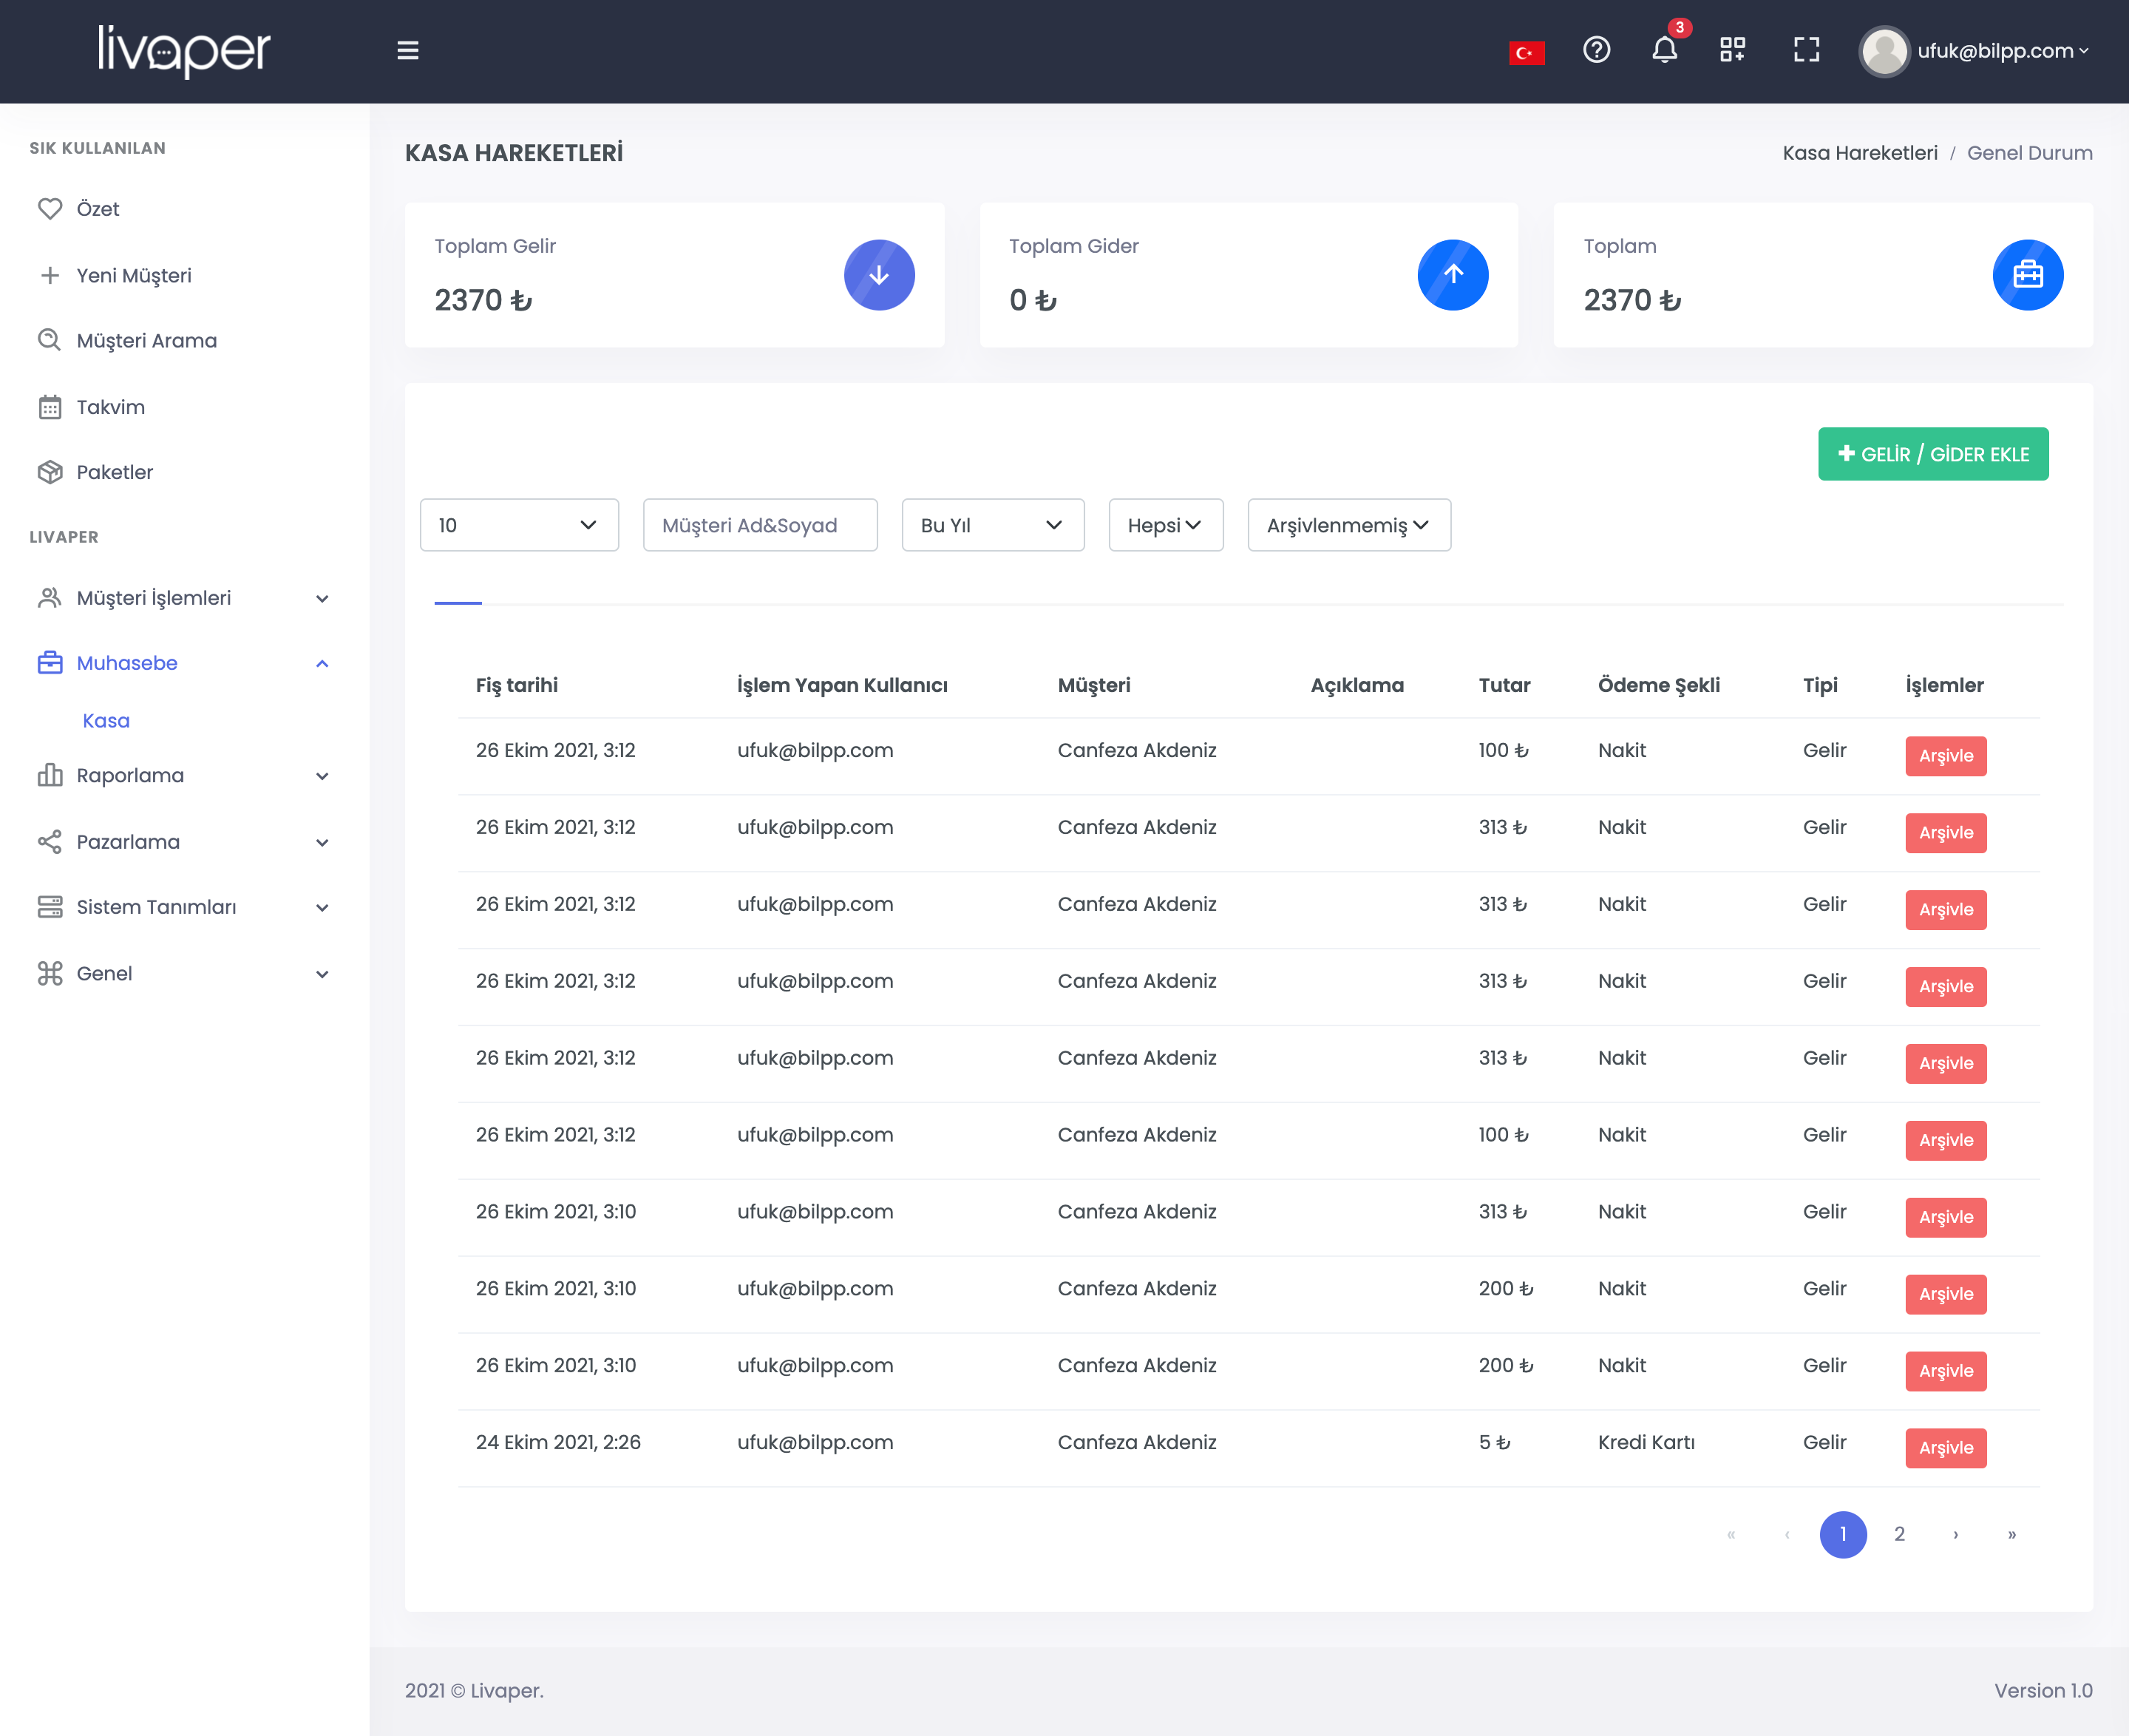 livaper
3
ufuk@bilpp.com
SIK KULLANILAN
Özet
Yeni Müşteri
Müşteri Arama
Takvim
Paketler
LIVAPER
Müşteri İşlemleri
Muhasebe
Kasa
Raporlama
Pazarlama
Sistem Tanımları
Genel
KASA HAREKETLERİ
Kasa Hareketleri / Genel Durum
Toplam Gelir
2370 ₺
Toplam Gider
0 ₺
Toplam
2370 ₺
GELİR / GİDER EKLE
10 Müşteri Ad&Soyad Bu Yıl Hepsi Arşivlenmemiş
Fiş tarihi İşlem Yapan Kullanıcı Müşteri Açıklama Tutar Ödeme Şekli Tipi İşlemler
26 Ekim 2021, 3:12 ufuk@bilpp.com Canfeza Akdeniz 100 ₺ Nakit Gelir Arşivle
26 Ekim 2021, 3:12 ufuk@bilpp.com Canfeza Akdeniz 313 ₺ Nakit Gelir Arşivle
26 Ekim 2021, 3:12 ufuk@bilpp.com Canfeza Akdeniz 313 ₺ Nakit Gelir Arşivle
26 Ekim 2021, 3:12 ufuk@bilpp.com Canfeza Akdeniz 313 ₺ Nakit Gelir Arşivle
26 Ekim 2021, 3:12 ufuk@bilpp.com Canfeza Akdeniz 313 ₺ Nakit Gelir Arşivle
26 Ekim 2021, 3:12 ufuk@bilpp.com Canfeza Akdeniz 100 ₺ Nakit Gelir Arşivle
26 Ekim 2021, 3:10 ufuk@bilpp.com Canfeza Akdeniz 313 ₺ Nakit Gelir Arşivle
26 Ekim 2021, 3:10 ufuk@bilpp.com Canfeza Akdeniz 200 ₺ Nakit Gelir Arşivle
26 Ekim 2021, 3:10 ufuk@bilpp.com Canfeza Akdeniz 200 ₺ Nakit Gelir Arşivle
24 Ekim 2021, 2:26 ufuk@bilpp.com Canfeza Akdeniz 5 ₺ Kredi Kartı Gelir Arşivle
« ‹ 1 2 › »
2021 © Livaper.
Version 1.0